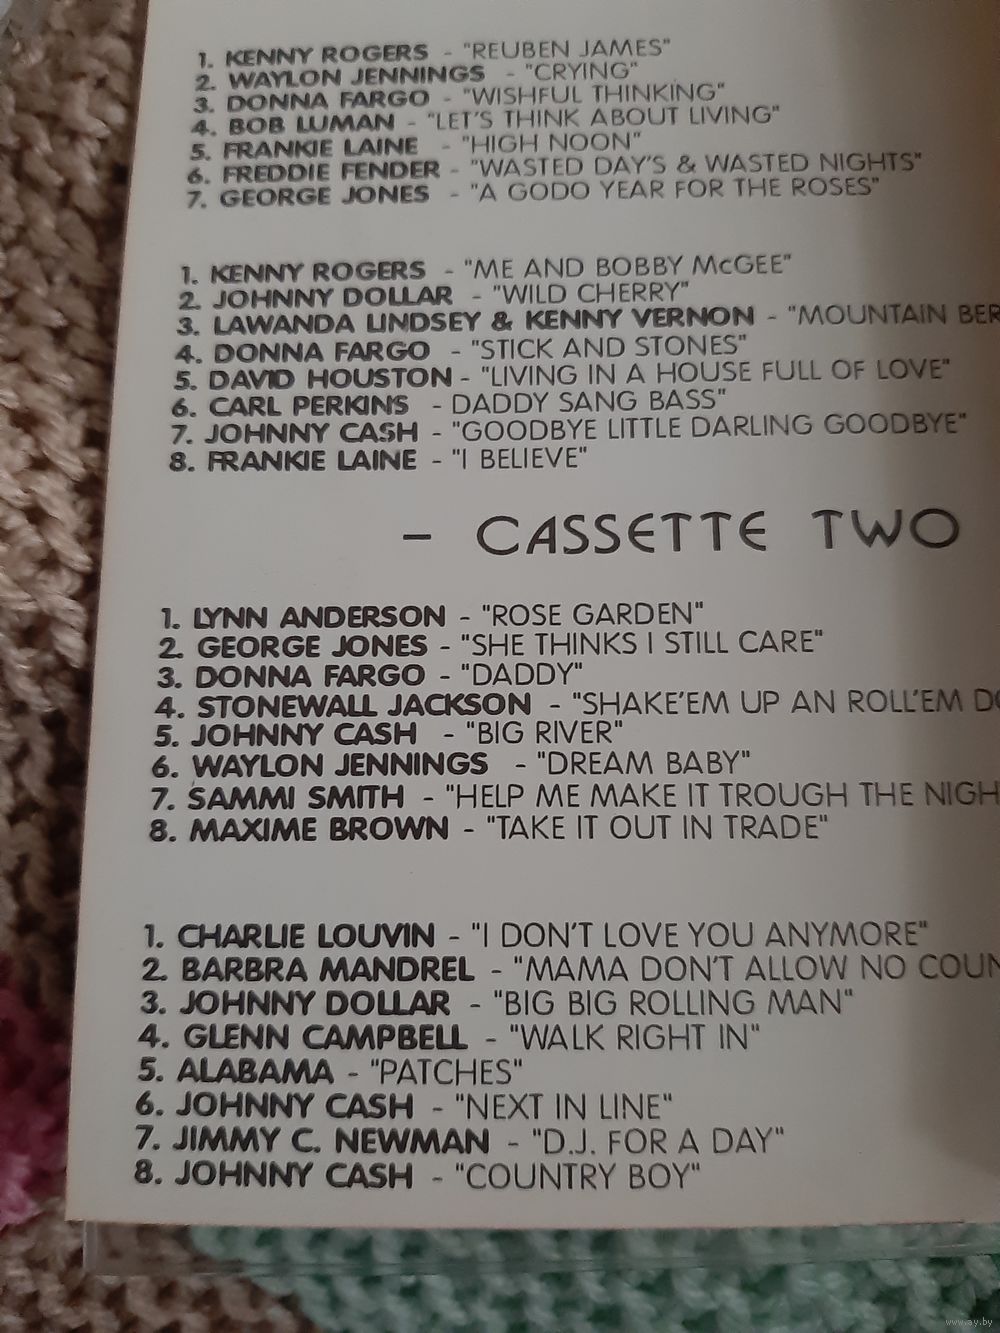 1. KENNY ROGERS - "REUBEN JAMES"
2. WAYLON JENNINGS - "CRYING"
3. DONNA FARGO - "WISHFUL THINKING"
4. BOB LUMAN - "LET'S THINK ABOUT LIVING"
5. FRANKIE LAINE - "HIGH NOON"
6. FREDDIE FENDER - "WASTED DAY'S & WASTED NIGHTS"
7. GEORGE JONES - "A GODO YEAR FOR THE ROSES"
1. KENNY ROGERS - "ME AND BOBBY McGEE"
2. JOHNNY DOLLAR - "WILD CHERRY"
3. LAWANDA LINDSEY & KENNY VERNON - "MOUNTAIN BER
4. DONNA FARGO - "STICK AND STONES"
5. DAVID HOUSTON - "LIVING IN A HOUSE FULL OF LOVE"
6. CARL PERKINS - DADDY SANG BASS"
7. JOHNNY CASH - "GOODBYE LITTLE DARLING GOODBYE"
8. FRANKIE LAINE - "I BELIEVE"
- CASSETTE TWO
1. LYNN ANDERSON - "ROSE GARDEN"
2. GEORGE JONES - "SHE THINKS I STILL CARE"
3. DONNA FARGO - "DADDY"
4. STONEWALL JACKSON - "SHAKE'EM UP AN ROLL'EM DO
5. JOHNNY CASH - "BIG RIVER"
6. WAYLON JENNINGS - "DREAM BABY"
7. SAMMI SMITH - "HELP ME MAKE IT TROUGH THE NIGH
8. MAXIME BROWN - "TAKE IT OUT IN TRADE"
1. CHARLIE LOUVIN - "I DON'T LOVE YOU ANYMORE"
2. BARBRA MANDREL - "MAMA DON'T ALLOW NO COUN
3. JOHNNY DOLLAR - "BIG BIG ROLLING MAN"
4. GLENN CAMPBELL - "WALK RIGHT IN"
5. ALABAMA - "PATCHES"
6. JOHNNY CASH - "NEXT IN LINE"
7. JIMMY C. NEWMAN - "D.J. FOR A DAY"
8. JOHNNY CASH - "COUNTRY BOY"
www.ay.by